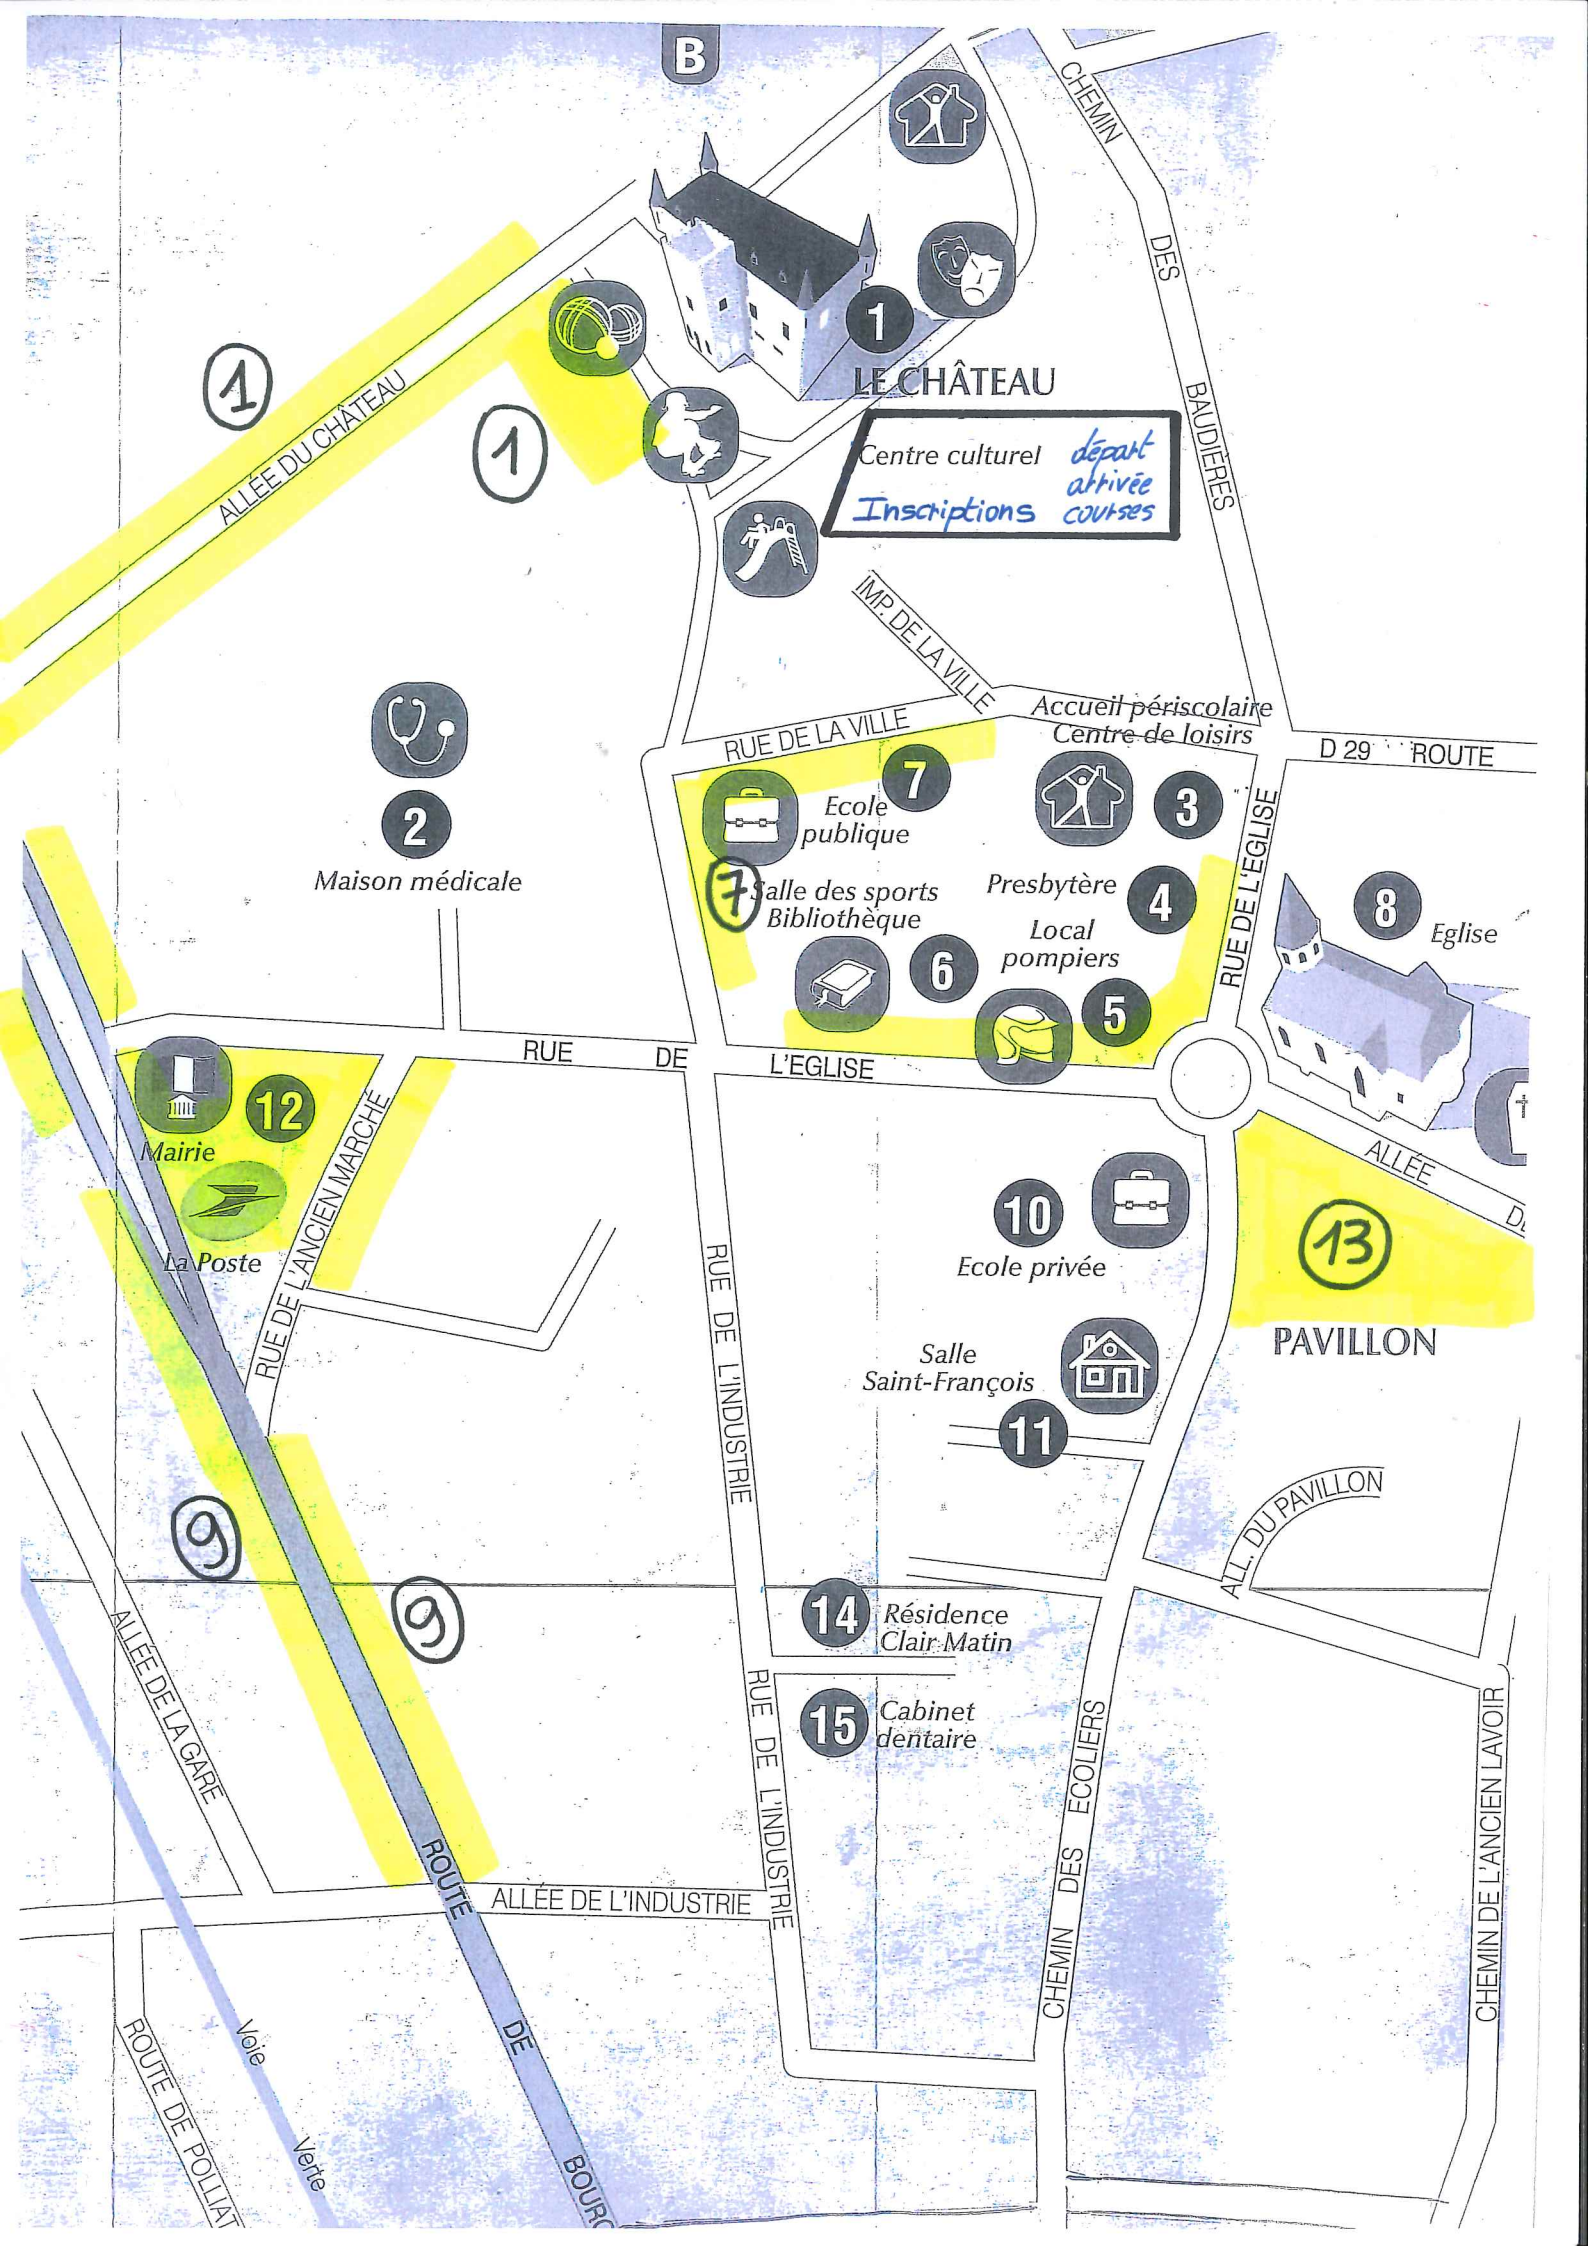 B
CHEMIN
DES
BAUDIÈRES
1
LE CHÂTEAU
Centre culturel départ
arrivée
Inscriptions courses
1
ALLÉE DU CHÂTEAU
1
IMP. DE LA VILLE
RUE DE LA VILLE
Accueil périscolaire
Centre de loisirs
D 29 ROUTE
7
Ecole
publique
3
2
Maison médicale
7
Salle des sports
Bibliothèque
6
Presbytère
4
Local
pompiers
5
RUE DE L'EGLISE
8
Eglise
RUE DE L'EGLISE
12
Mairie
La Poste
RUE DE L'ANCIEN MARCHÉ
ALLÉE
10
Ecole privée
13
PAVILLON
RUE DE L'INDUSTRIE
Salle
Saint-François
11
ALL. DU PAVILLON
9
9
14
Résidence
Clair Matin
15
Cabinet
dentaire
ALLÉE DE LA GARE
RUE DE L'INDUSTRIE
CHEMIN DES ECOLIERS
CHEMIN DE L'ANCIEN LAVOIR
ALLÉE DE L'INDUSTRIE
ROUTE
DE
BOURG
ROUTE DE POLLIAT
Voie
Verte